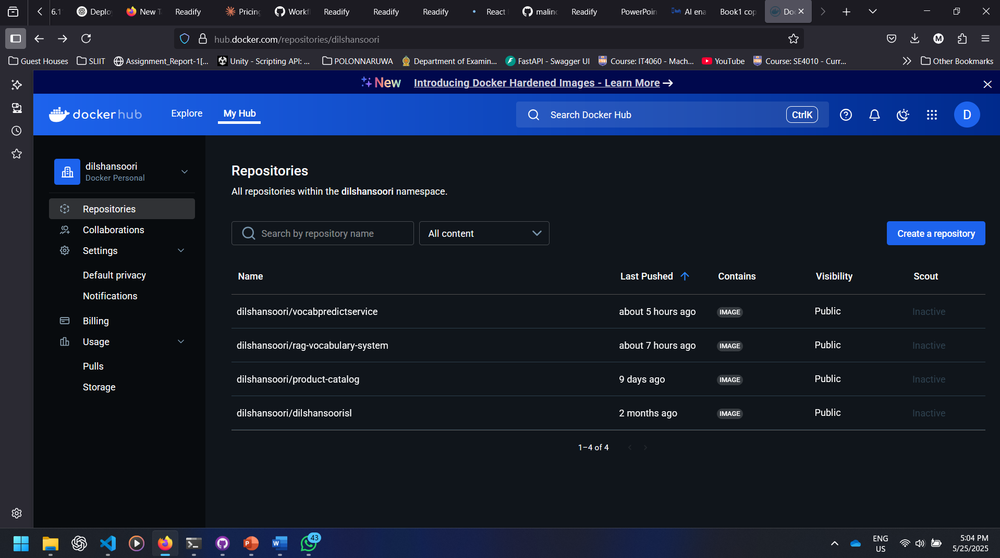 6.1
Deploy
New T
Readify
Pricing
Workfl
Readify
Readify
Readify
React
malinc
Readify
PowerPoin
AI ena
Book1 cop
Doc
hub.docker.com/repositories/dilshansoori
Guest Houses
SLIIT
Assignment_Report-1[...
Unity - Scripting API: ...
POLONNARUWA
Department of Examin...
FastAPI - Swagger UI
Course: IT4060 - Mach...
YouTube
Course: SE4010 - Curr...
Other Bookmarks
New Introducing Docker Hardened Images - Learn More →
dockerhub
Explore
My Hub
Search Docker Hub
CtrlK
D
dilshansoori
Docker Personal
Repositories
Collaborations
Settings
Default privacy
Notifications
Billing
Usage
Pulls
Storage
Repositories
All repositories within the dilshansoori namespace.
Search by repository name
All content
Create a repository
Name Last Pushed Contains Visibility Scout
dilshansoori/vocabpredictservice about 5 hours ago IMAGE Public Inactive
dilshansoori/rag-vocabulary-system about 7 hours ago IMAGE Public Inactive
dilshansoori/product-catalog 9 days ago IMAGE Public Inactive
dilshansoori/dilshansoorisl 2 months ago IMAGE Public Inactive
1–4 of 4
43
ENG
US
5:04 PM
5/25/2025